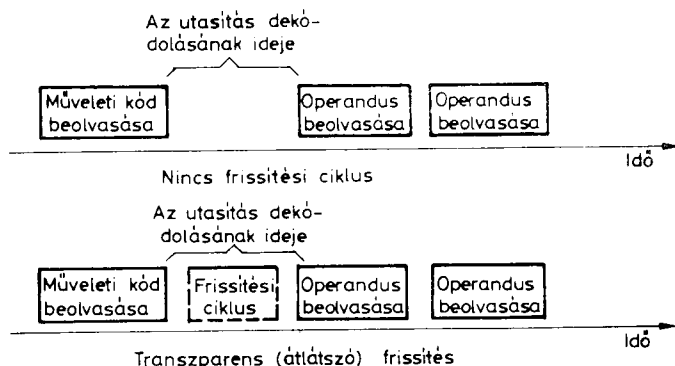 Az utasítás dekó-
dolásának ideje
Műveleti kód
beolvasása
Operandus
beolvasása
Operandus
beolvasása
Idő
Nincs frissítési ciklus
Az utasítás dekó-
dolásának ideje
Műveleti kód
beolvasása
Frissítési
ciklus
Operandus
beolvasása
Operandus
beolvasása
Idő
Transzparens (átlátszó) frissítés